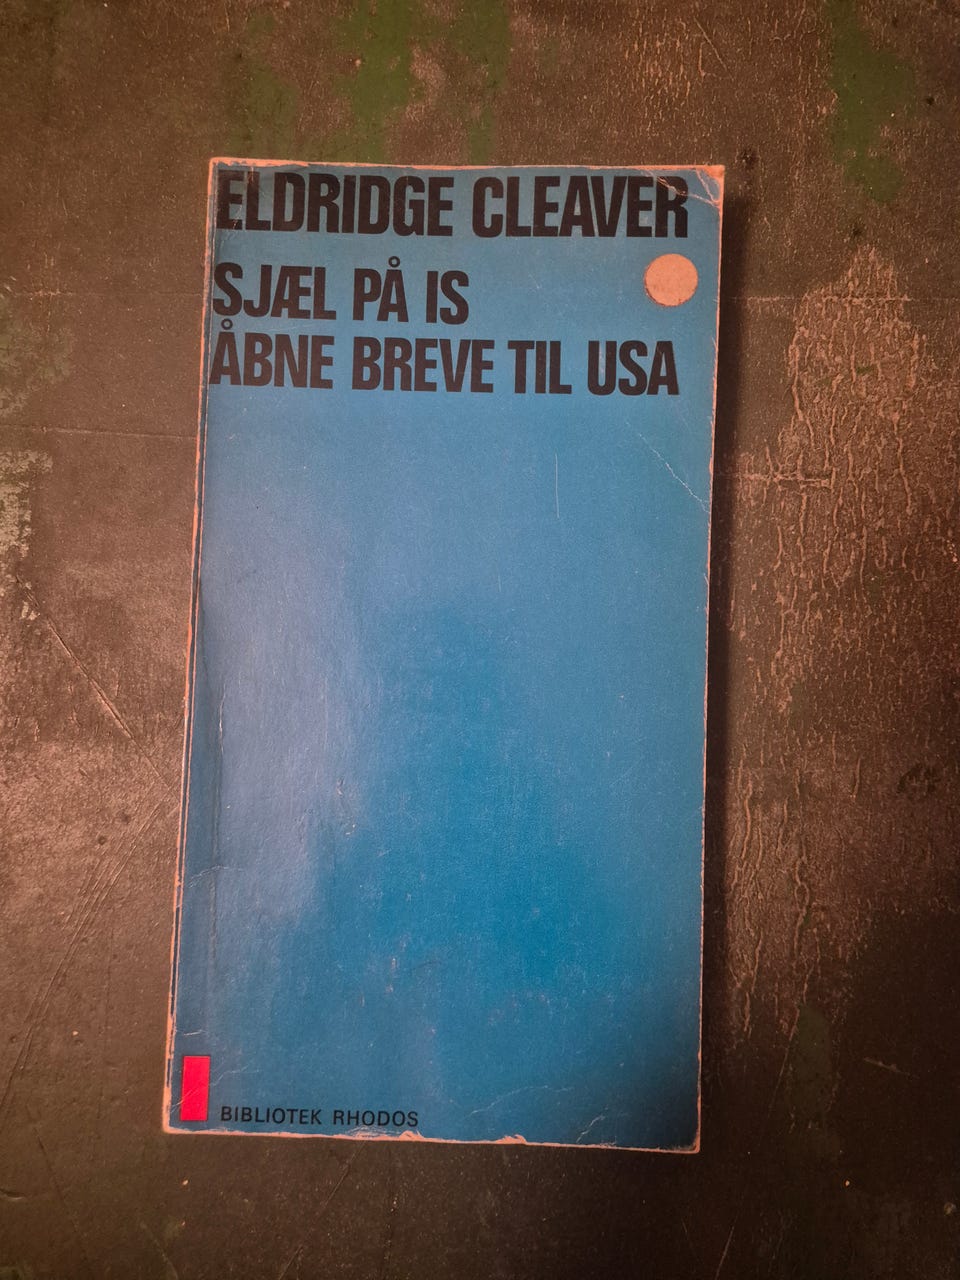 ELDRIDGE CLEAVER
SJÆL PÅ IS
ÅBNE BREVE TIL USA
BIBLIOTEK RHODOS